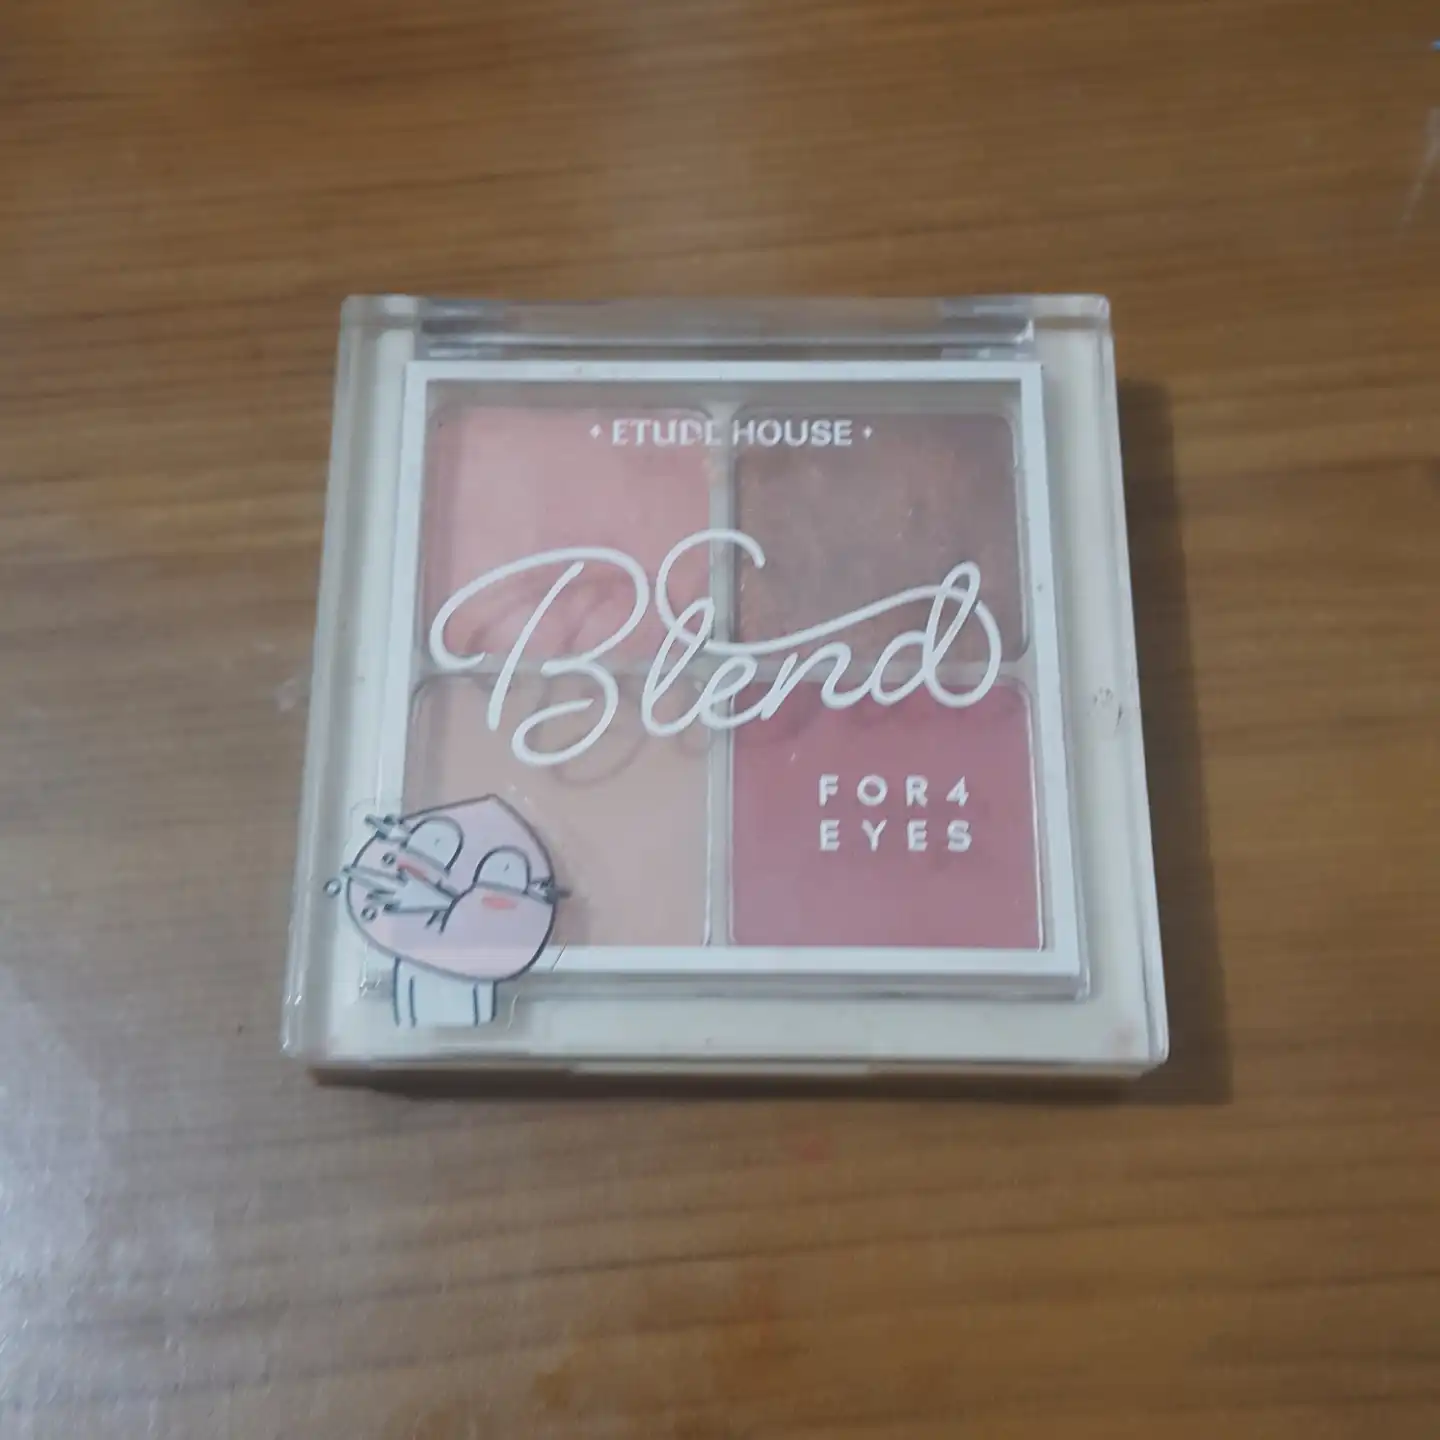 ETUDE HOUSE
Blend
FOR 4
EYES